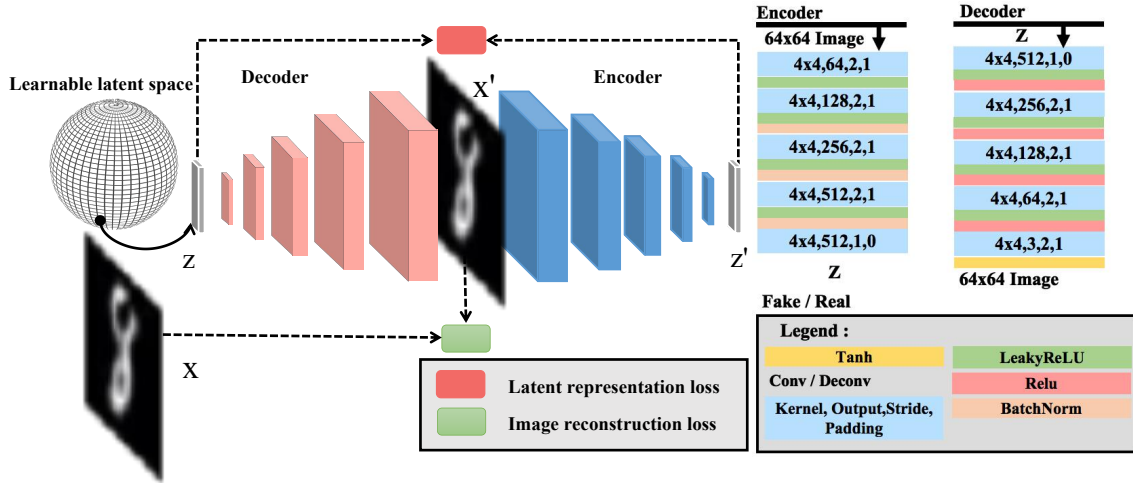 Learnable latent space
Decoder
X'
Encoder
Z
Z'
X
Latent representation loss
Image reconstruction loss
Encoder
64x64 Image
4x4,64,2,1
4x4,128,2,1
4x4,256,2,1
4x4,512,2,1
4x4,512,1,0
Z
Fake / Real
Decoder
Z
4x4,512,1,0
4x4,256,2,1
4x4,128,2,1
4x4,64,2,1
4x4,3,2,1
64x64 Image
Legend :
Tanh
LeakyReLU
Conv / Deconv
Relu
Kernel, Output,Stride,
Padding
BatchNorm